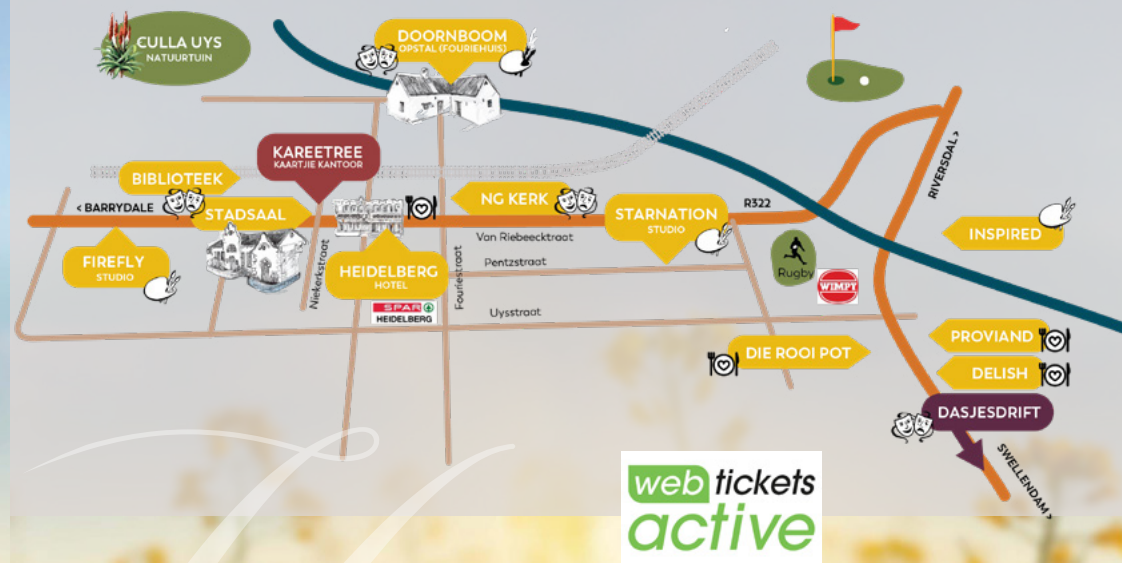 CULLA UYS
NATUURTUIN
DOORNBOOM
OPSTAL (FOURIEHUIS)
KAREETREE
KAARTJIE KANTOOR
RIVERSDAL >
BIBLIOTEEK
< BARRYDALE
STADSAAL
NG KERK
STARNATION
STUDIO
R322
INSPIRED
Van Riebeecktraat
FIREFLY
STUDIO
Niekerkstraat
HEIDELBERG
HOTEL
Fouriestraat
Pentzstraat
Rugby
WIMPY
SPAR
HEIDELBERG
Uysstraat
PROVIAND
DIE ROOI POT
DELISH
DASJESDRIFT
SWELLENDAM >
web tickets
active